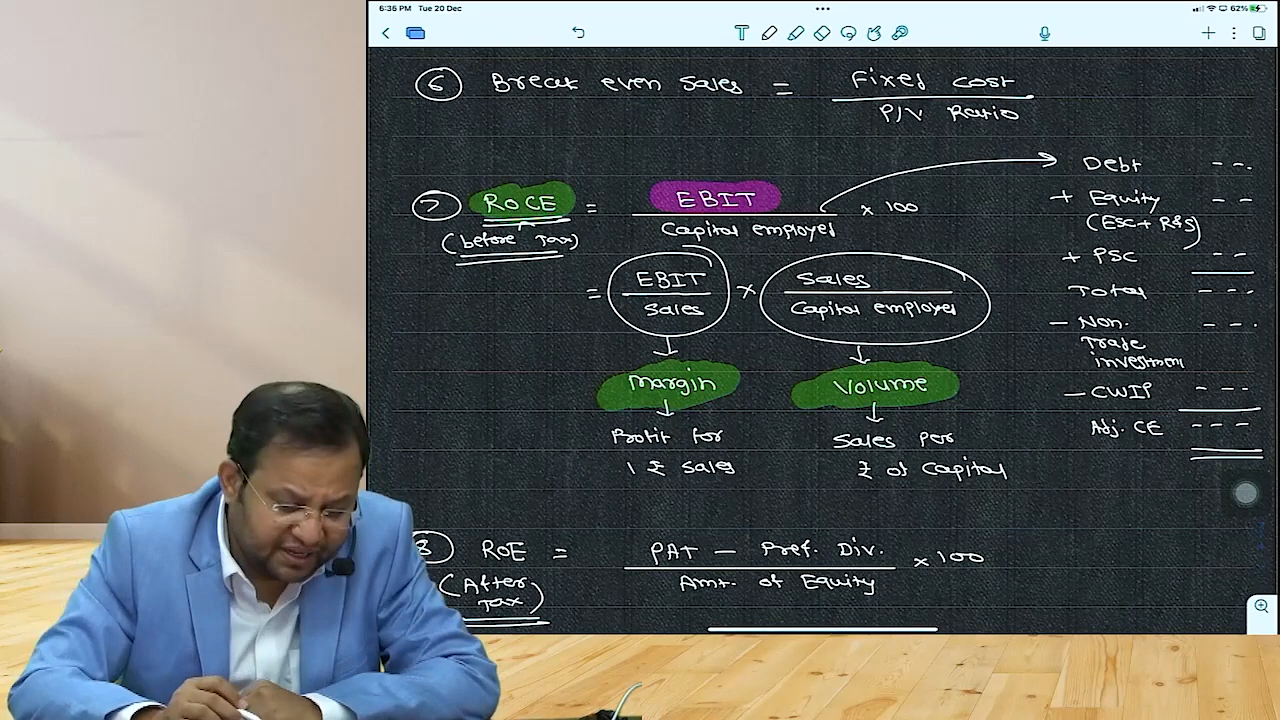 6:36 PM Tue 20 Dec
62%
6 Break even Sales = Fixed Cost
P/V Ratio
7 ROCE = EBIT × 100
(before Tax) Capital employed
= EBIT × Sales
Sales Capital employed
Margin Volume
Profit for Sales Per
1 ₹ Sales ₹ of Capital
Debt ---
+ Equity --
(ESC + R&S)
+ PSC --
Total ---
- Non. ---
Trade
investment
- CWIP ---
Adj. CE ---
8 ROE = PAT - Pref. Div. × 100
(After Amt. of Equity
Tax)